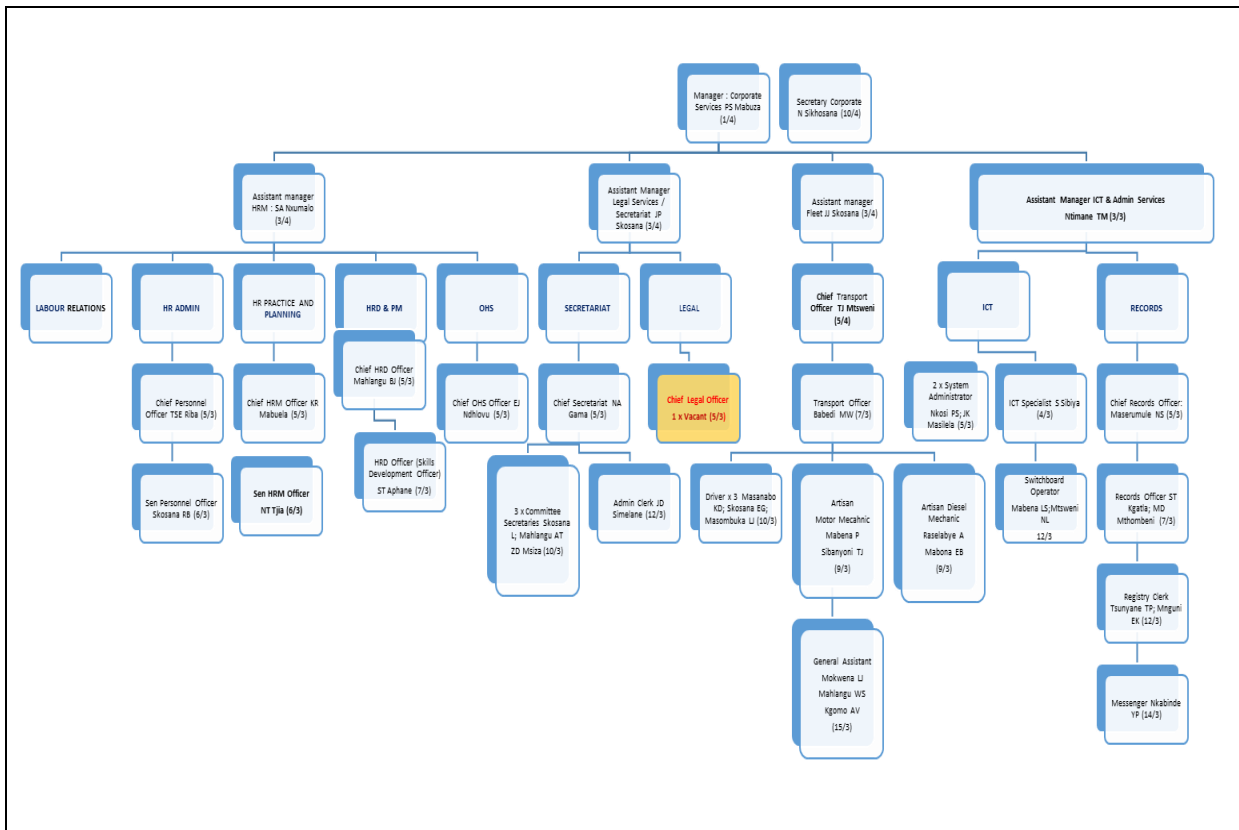 Manager : Corporate
Services PS Mabuza
(1/4)
Secretary Corporate
N Sikhosana (10/4)
Assistant manager
HRM : SA Nxumalo
(3/4)
Assistant Manager
Legal Services /
Secretariat JP
Skosana (3/4)
Assistant manager
Fleet JJ Skosana (3/4)
Assistant Manager ICT & Admin Services
Ntimane TM (3/3)
LABOUR RELATIONS
HR ADMIN
HR PRACTICE AND
PLANNING
HRD & PM
OHS
SECRETARIAT
LEGAL
Chief Transport
Officer TJ Mtsweni
(5/4)
ICT
RECORDS
Chief Personnel
Officer TSE Riba (5/3)
Chief HRM Officer KR
Mabuela (5/3)
Chief HRD Officer
Mahlangu BJ (5/3)
Chief OHS Officer EJ
Ndhlovu (5/3)
Chief Secretariat NA
Gama (5/3)
Chief Legal Officer
1 x Vacant (5/3)
Transport Officer
Babedi MW (7/3)
2 x System
Administrator
Nkosi PS; JK
Masilela (5/3)
ICT Specialist S Sibiya
(4/3)
Chief Records Officer:
Maserumule NS (5/3)
Sen Personnel Officer
Skosana RB (6/3)
Sen HRM Officer
NT Tjia (6/3)
HRD Officer (Skills
Development Officer)
ST Aphane (7/3)
3 x Committee
Secretaries Skosana
L; Mahlangu AT
ZD Msiza (10/3)
Admin Clerk JD
Simelane (12/3)
Driver x 3 Masanabo
KD; Skosana EG;
Masombuka LJ (10/3)
Artisan
Motor Mecahnic
Mabena P
Sibanyoni TJ
(9/3)
Artisan Diesel
Mechanic
Raselabye A
Mabona EB
(9/3)
Switchboard
Operator
Mabena LS;Mtsweni
NL
12/3
Records Officer ST
Kgatla; MD
Mthombeni (7/3)
General Assistant
Mokwena LJ
Mahlangu WS
Kgomo AV
(15/3)
Registry Clerk
Tsunyane TP; Mnguni
EK (12/3)
Messenger Nkabinde
YP (14/3)